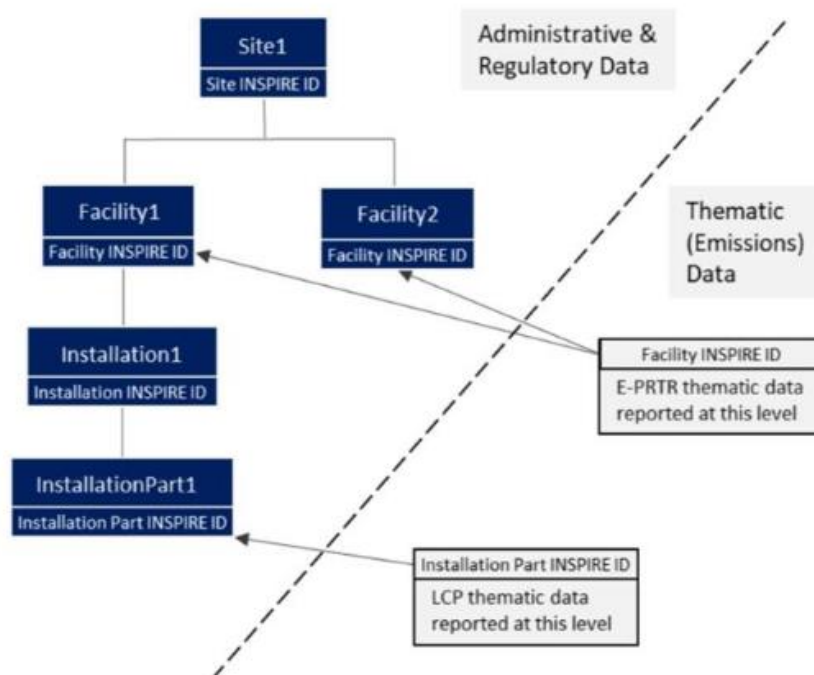 Site1
Site INSPIRE ID
Administrative &
Regulatory Data
Facility1
Facility INSPIRE ID
Facility2
Facility INSPIRE ID
Thematic
(Emissions)
Data
Installation1
Installation INSPIRE ID
Facility INSPIRE ID
E-PRTR thematic data
reported at this level
InstallationPart1
Installation Part INSPIRE ID
Installation Part INSPIRE ID
LCP thematic data
reported at this level